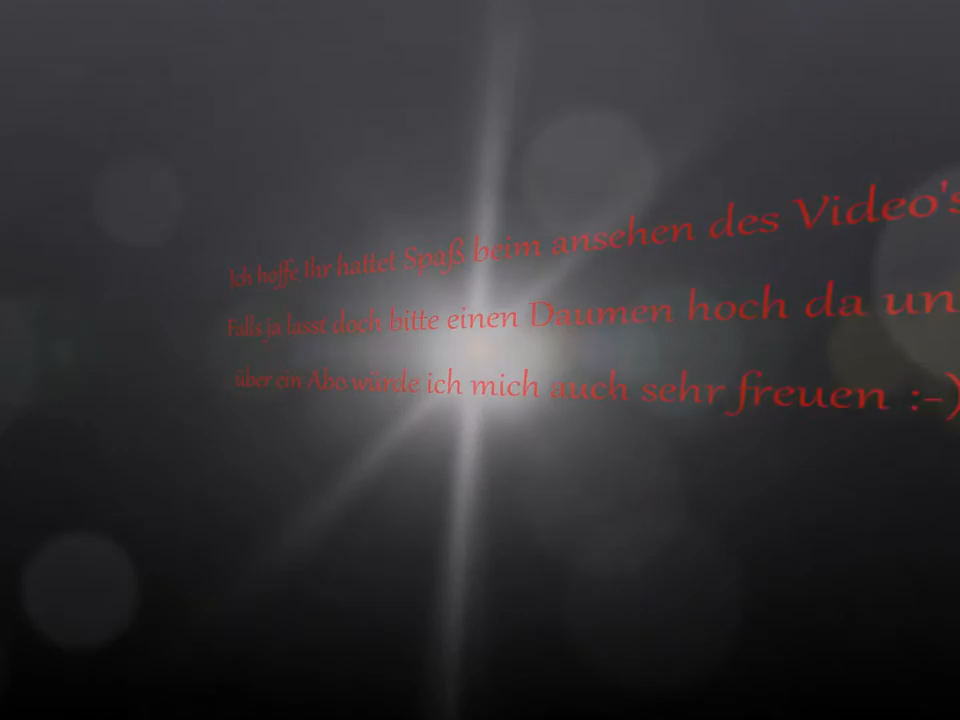 Ich hoffe Ihr hattet Spaß beim ansehen des Video's
Falls ja lasst doch bitte einen Daumen hoch da un
über ein Abo würde ich mich auch sehr freuen :-)